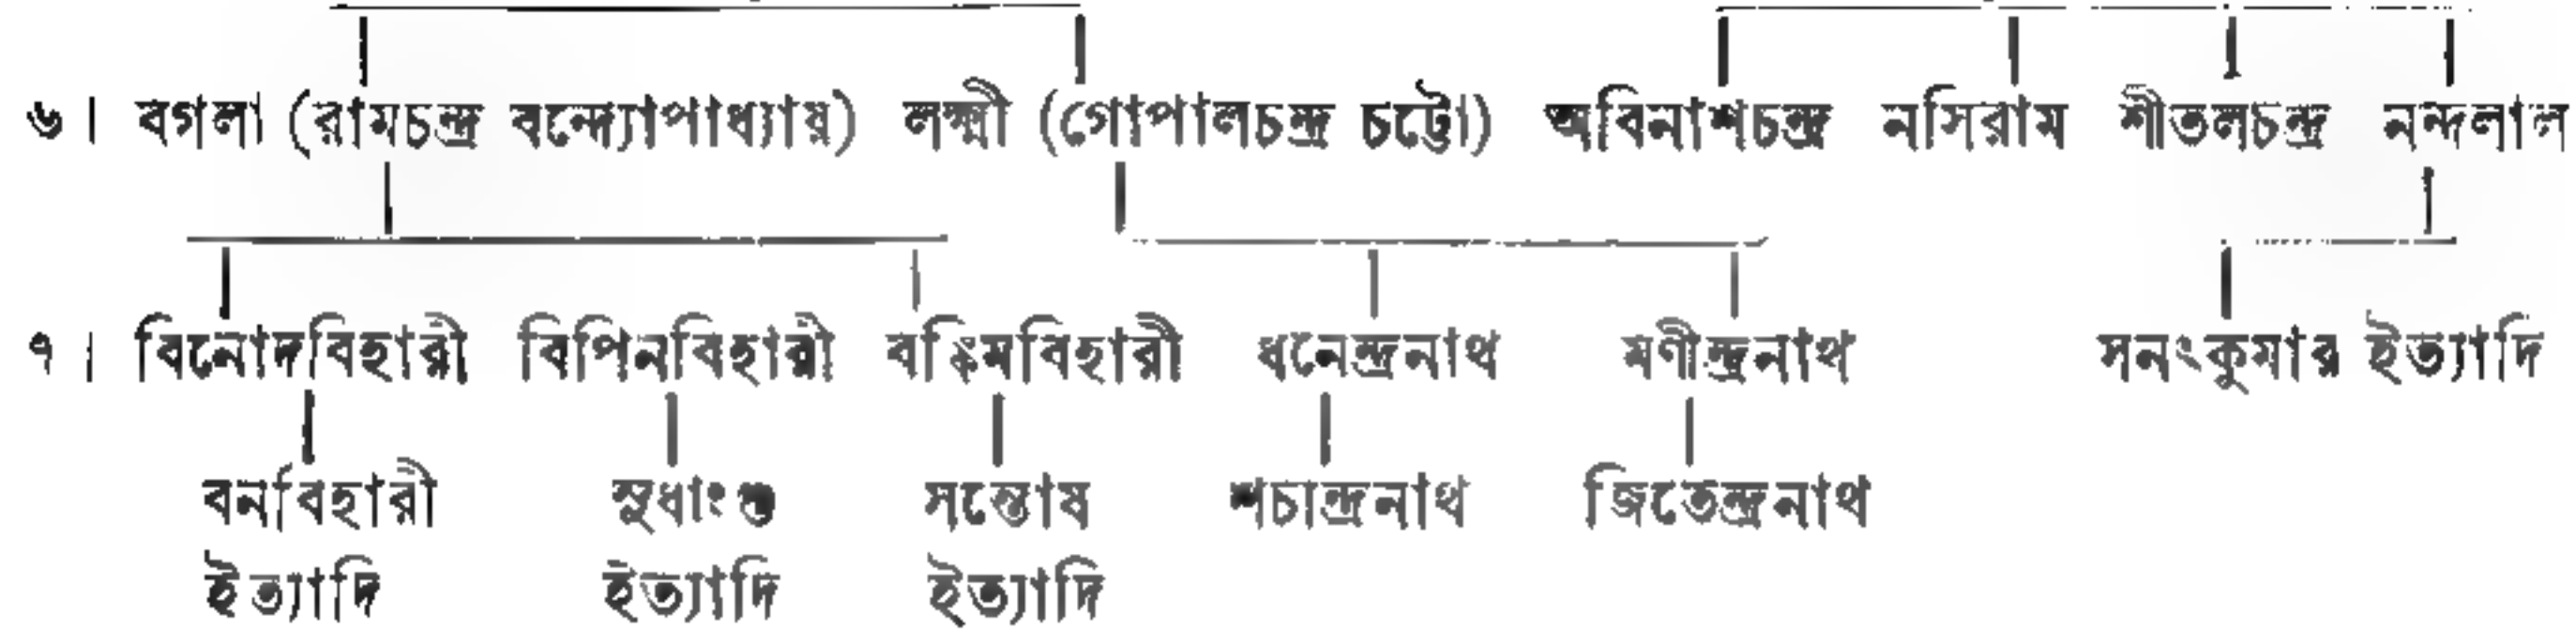 ৬। বগলা (রামচন্দ্র বন্দ্যোপাধ্যায়) লক্ষ্মী (গোপালচন্দ্র চট্টো) অবিনাশচন্দ্র নসিরাম শীতলচন্দ্র নন্দলাল
৭। বিনোদবিহারী বিপিনবিহারী বঙ্কিমবিহারী ধনেন্দ্রনাথ মণীন্দ্রনাথ সনৎকুমার ইত্যাদি
বনবিহারী সুধাংশু সন্তোষ শচীন্দ্রনাথ জিতেন্দ্রনাথ
ইত্যাদি ইত্যাদি ইত্যাদি